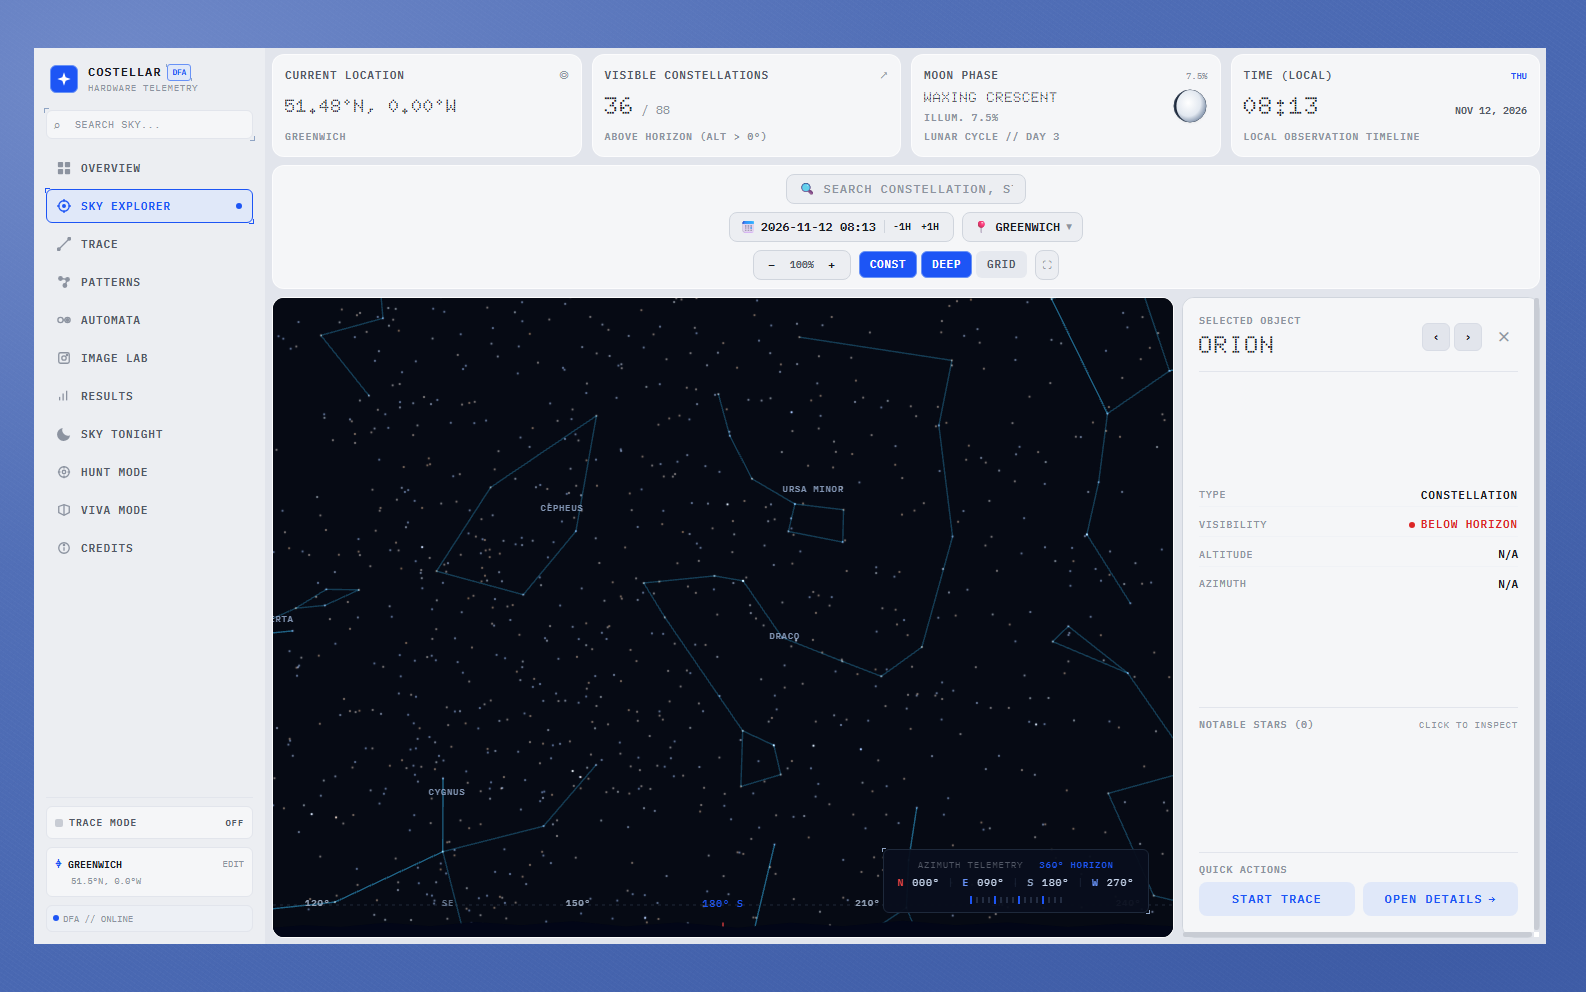 COSTELLAR DFA
HARDWARE TELEMETRY
SEARCH SKY...
OVERVIEW
SKY EXPLORER
TRACE
PATTERNS
AUTOMATA
IMAGE LAB
RESULTS
SKY TONIGHT
HUNT MODE
VIVA MODE
CREDITS
TRACE MODE OFF
GREENWICH EDIT
51.5°N, 0.0°W
DFA // ONLINE
CURRENT LOCATION
51.48°N, 0.00°W
GREENWICH
VISIBLE CONSTELLATIONS ↗
36 / 88
ABOVE HORIZON (ALT > 0°)
MOON PHASE 7.5%
WAXING CRESCENT
ILLUM. 7.5%
LUNAR CYCLE // DAY 3
TIME (LOCAL) THU
08:13 NOV 12, 2026
LOCAL OBSERVATION TIMELINE
SEARCH CONSTELLATION, S
2026-11-12 08:13 -1H +1H GREENWICH ▾
− 100% + CONST DEEP GRID
URSA MINOR
CEPHEUS
ERTA
DRACO
CYGNUS
120° SE 150° 180° S 210°
AZIMUTH TELEMETRY 360° HORIZON
N 000° E 090° S 180° W 270°
SELECTED OBJECT
ORION ‹ › ✕
TYPE CONSTELLATION
VISIBILITY BELOW HORIZON
ALTITUDE N/A
AZIMUTH N/A
NOTABLE STARS (0) CLICK TO INSPECT
QUICK ACTIONS
START TRACE OPEN DETAILS →